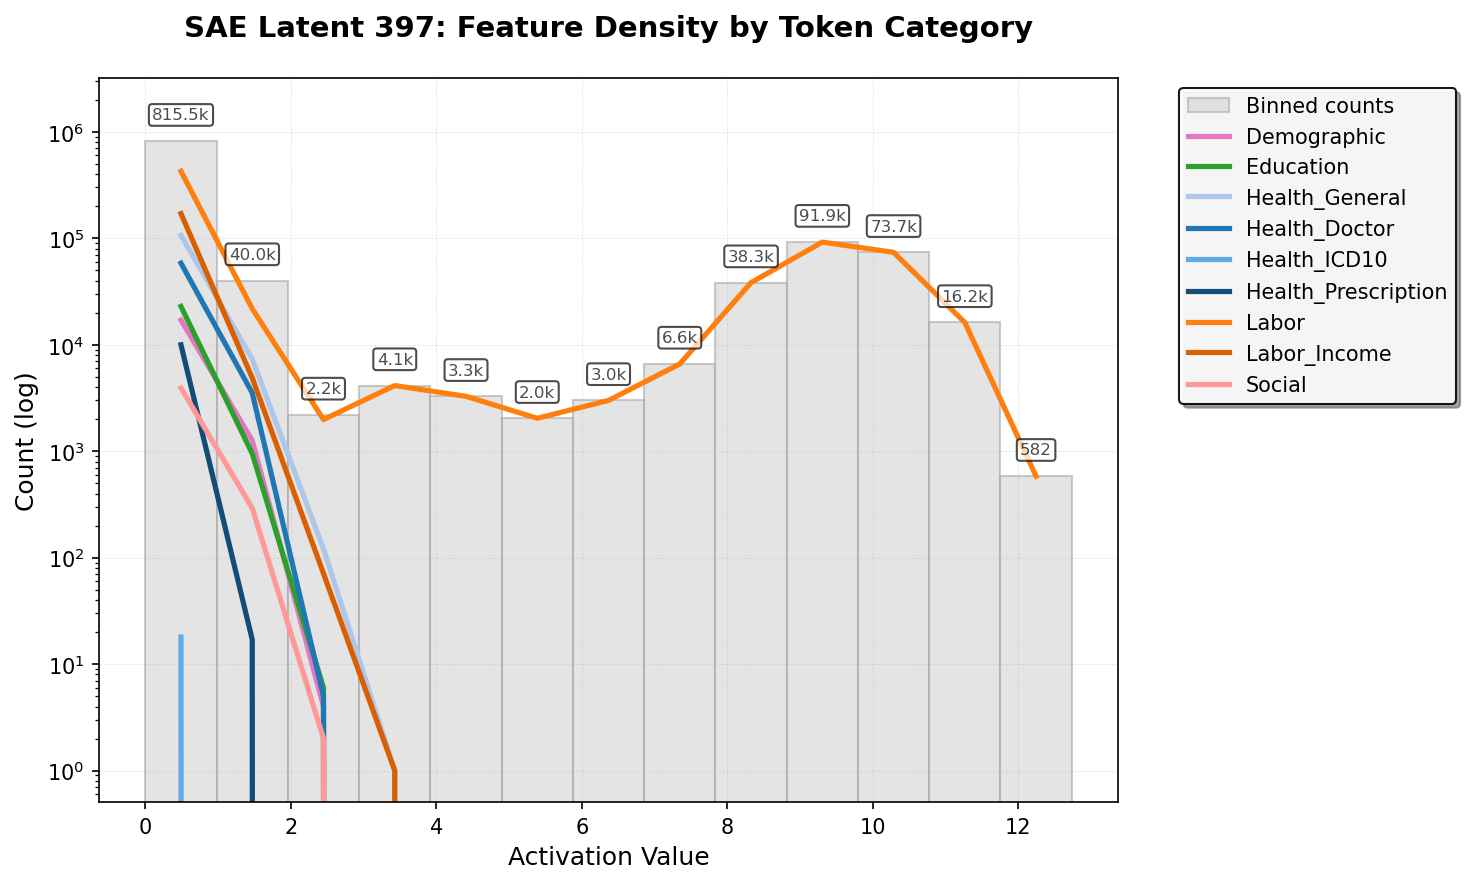 SAE Latent 397: Feature Density by Token Category
815.5k
40.0k
2.2k
4.1k
3.3k
2.0k
3.0k
6.6k
38.3k
91.9k
73.7k
16.2k
582
Count (log)
10⁶
10⁵
10⁴
10³
10²
10¹
10⁰
0 2 4 6 8 10 12
Activation Value
Binned counts
Demographic
Education
Health_General
Health_Doctor
Health_ICD10
Health_Prescription
Labor
Labor_Income
Social